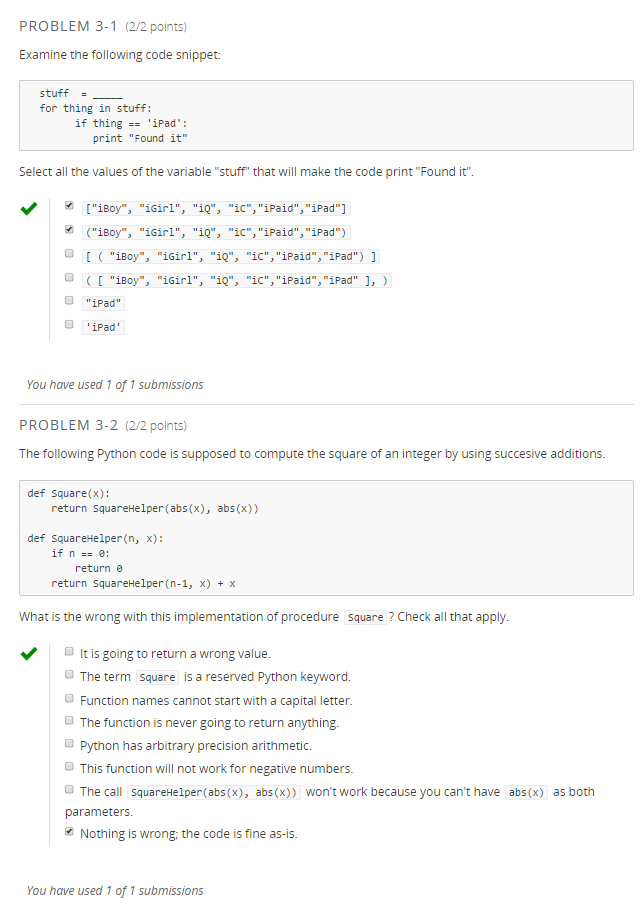 PROBLEM 3-1 (2/2 points)
Examine the following code snippet:
stuff  = _____
for thing in stuff:
      if thing == 'iPad':
         print "Found it"
Select all the values of the variable "stuff" that will make the code print "Found it".
["iBoy", "iGirl", "iQ", "iC","iPaid","iPad"]
("iBoy", "iGirl", "iQ", "iC","iPaid","iPad")
[ ( "iBoy", "iGirl", "iQ", "iC","iPaid","iPad") ]
( [ "iBoy", "iGirl", "iQ", "iC","iPaid","iPad" ], )
"iPad"
'iPad'
You have used 1 of 1 submissions
PROBLEM 3-2 (2/2 points)
The following Python code is supposed to compute the square of an integer by using succesive additions.
def Square(x):
    return SquareHelper(abs(x), abs(x))
def SquareHelper(n, x):
    if n == 0:
        return 0
    return SquareHelper(n-1, x) + x
What is the wrong with this implementation of procedure Square ? Check all that apply.
It is going to return a wrong value.
The term Square is a reserved Python keyword.
Function names cannot start with a capital letter.
The function is never going to return anything.
Python has arbitrary precision arithmetic.
This function will not work for negative numbers.
The call SquareHelper(abs(x), abs(x)) won't work because you can't have abs(x) as both
parameters.
Nothing is wrong; the code is fine as-is.
You have used 1 of 1 submissions